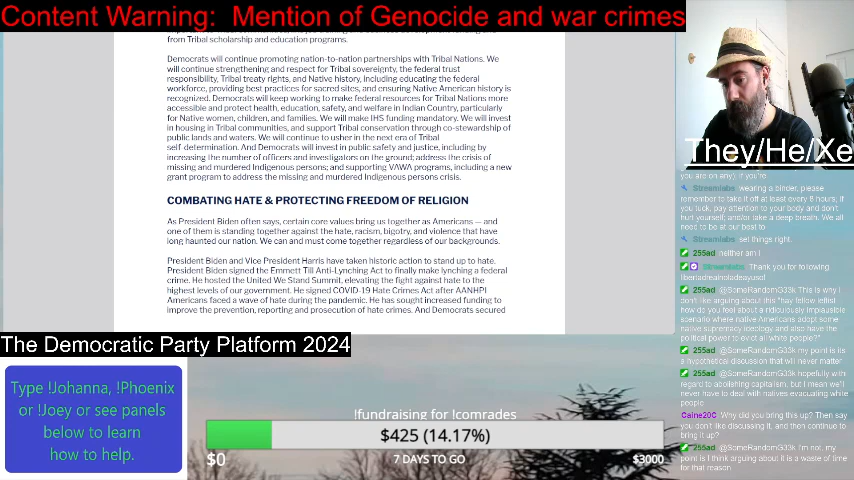 Content Warning: Mention of Genocide and war crimes
from Tribal scholarship and education programs.
Democrats will continue promoting nation-to-nation partnerships with Tribal Nations. We
will continue strengthening and respect for Tribal sovereignty, the federal trust
responsibility, Tribal treaty rights, and Native history, including educating the federal
workforce, providing best practices for sacred sites, and ensuring Native American history is
recognized. Democrats will keep working to make federal resources for Tribal Nations more
accessible and protect health, education, safety, and welfare in Indian Country, particularly
for Native women, children, and families. We will make IHS funding mandatory. We will invest
in housing in Tribal communities, and support Tribal conservation through co-stewardship of
public lands and waters. We will continue to usher in the next era of Tribal
self-determination. And Democrats will invest in public safety and justice, including by
increasing the number of officers and investigators on the ground; address the crisis of
missing and murdered Indigenous persons; and supporting VAWA programs, including a new
grant program to address the missing and murdered Indigenous persons crisis.
COMBATING HATE & PROTECTING FREEDOM OF RELIGION
As President Biden often says, certain core values bring us together as Americans — and
one of them is standing together against the hate, racism, bigotry, and violence that have
long haunted our nation. We can and must come together regardless of our backgrounds.
President Biden and Vice President Harris have taken historic action to stand up to hate.
President Biden signed the Emmett Till Anti-Lynching Act to finally make lynching a federal
crime. He hosted the United We Stand Summit, elevating the fight against hate to the
highest levels of our government. He signed COVID-19 Hate Crimes Act after AANHPI
Americans faced a wave of hate during the pandemic. He has sought increased funding to
improve the prevention, reporting and prosecution of hate crimes. And Democrats secured
The Democratic Party Platform 2024
Type !Johanna, !Phoenix
or !Joey or see panels
below to learn
how to help.
!fundraising for !comrades
$425 (14.17%)
$0
7 DAYS TO GO
$3000
They/He/Xe
you are on any). If you're
Streamlabs wearing a binder, please
remember to take it off at least every 8 hours, if
you tuck, pay attention to your body and don't
hurt yourself, and/or take a deep breath. We all
need to be at our best to
Streamlabs set things right.
255ad neither am I
Streamlabs Thank you for following
255ad @SomeRandomG33k This is why I
don't like arguing about this "hay fellow leftist
how do you feel about a ridiculously implausible
scenario where native Americans adopt some
native supremacy ideology and also have the
political power to evict all white people?"
255ad @SomeRandomG33k my point is its
a hypothetical discussion that will never matter
255ad @SomeRandomG33k hopefully with
regard to abolishing capitalism, but I mean we'll
never have to deal with natives evacuating white
people
Caine20C Why did you bring this up? Then say
you don't like discussing it, and then continue to
bring it up?
255ad @SomeRandomG33k I'm not, my
point is I think arguing about it is a waste of time
for that reason